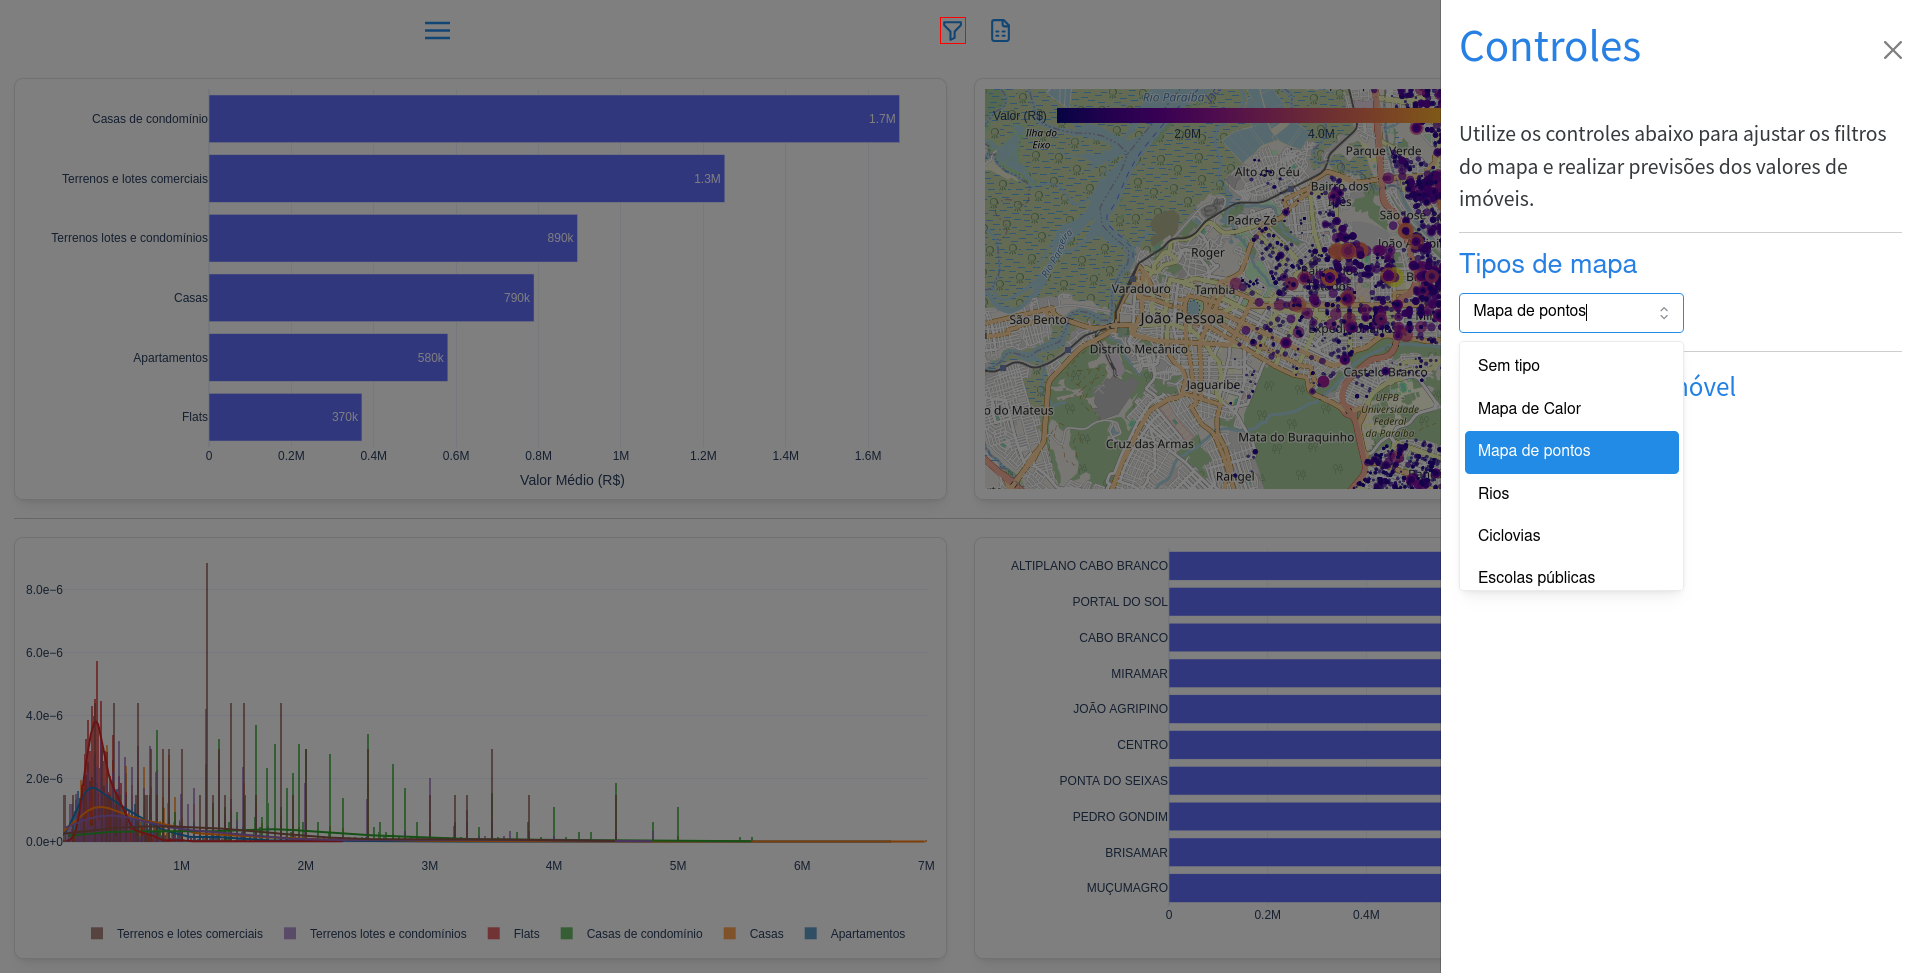 Casas de condomínio
1.7M
Terrenos e lotes comerciais
1.3M
Terrenos lotes e condomínios
890k
Casas
790k
Apartamentos
580k
Flats
370k
0 0.2M 0.4M 0.6M 0.8M 1M 1.2M 1.4M 1.6M
Valor Médio (R$)
Rio Paraíba
Valor (R$)
2.0M 4.0M
Ilha do
Eixo
Parque Verde
Alto do Céu
Bairro dos
Padre Zé
Roger
Varadouro
Tambiá
São Bento
João Pessoa
Distrito Mecânico
Castelo Branco
Jaguaribe
UFPB
Universidade
Federal
da Paraíba
o do Mateus
Cruz das Armas
Mata do Buraquinho
Rangel
8.0e−6
6.0e−6
4.0e−6
2.0e−6
0.0e+0
1M 2M 3M 4M 5M 6M 7M
Terrenos e lotes comerciais
Terrenos lotes e condomínios
Flats
Casas de condomínio
Casas
Apartamentos
ALTIPLANO CABO BRANCO
PORTAL DO SOL
CABO BRANCO
MIRAMAR
JOÃO AGRIPINO
CENTRO
PONTA DO SEIXAS
PEDRO GONDIM
BRISAMAR
MUÇUMAGRO
0 0.2M 0.4M
Controles
Utilize os controles abaixo para ajustar os filtros
do mapa e realizar previsões dos valores de
imóveis.
Tipos de mapa
Mapa de pontos
Sem tipo
Mapa de Calor
Mapa de pontos
Rios
Ciclovias
Escolas públicas
óvel